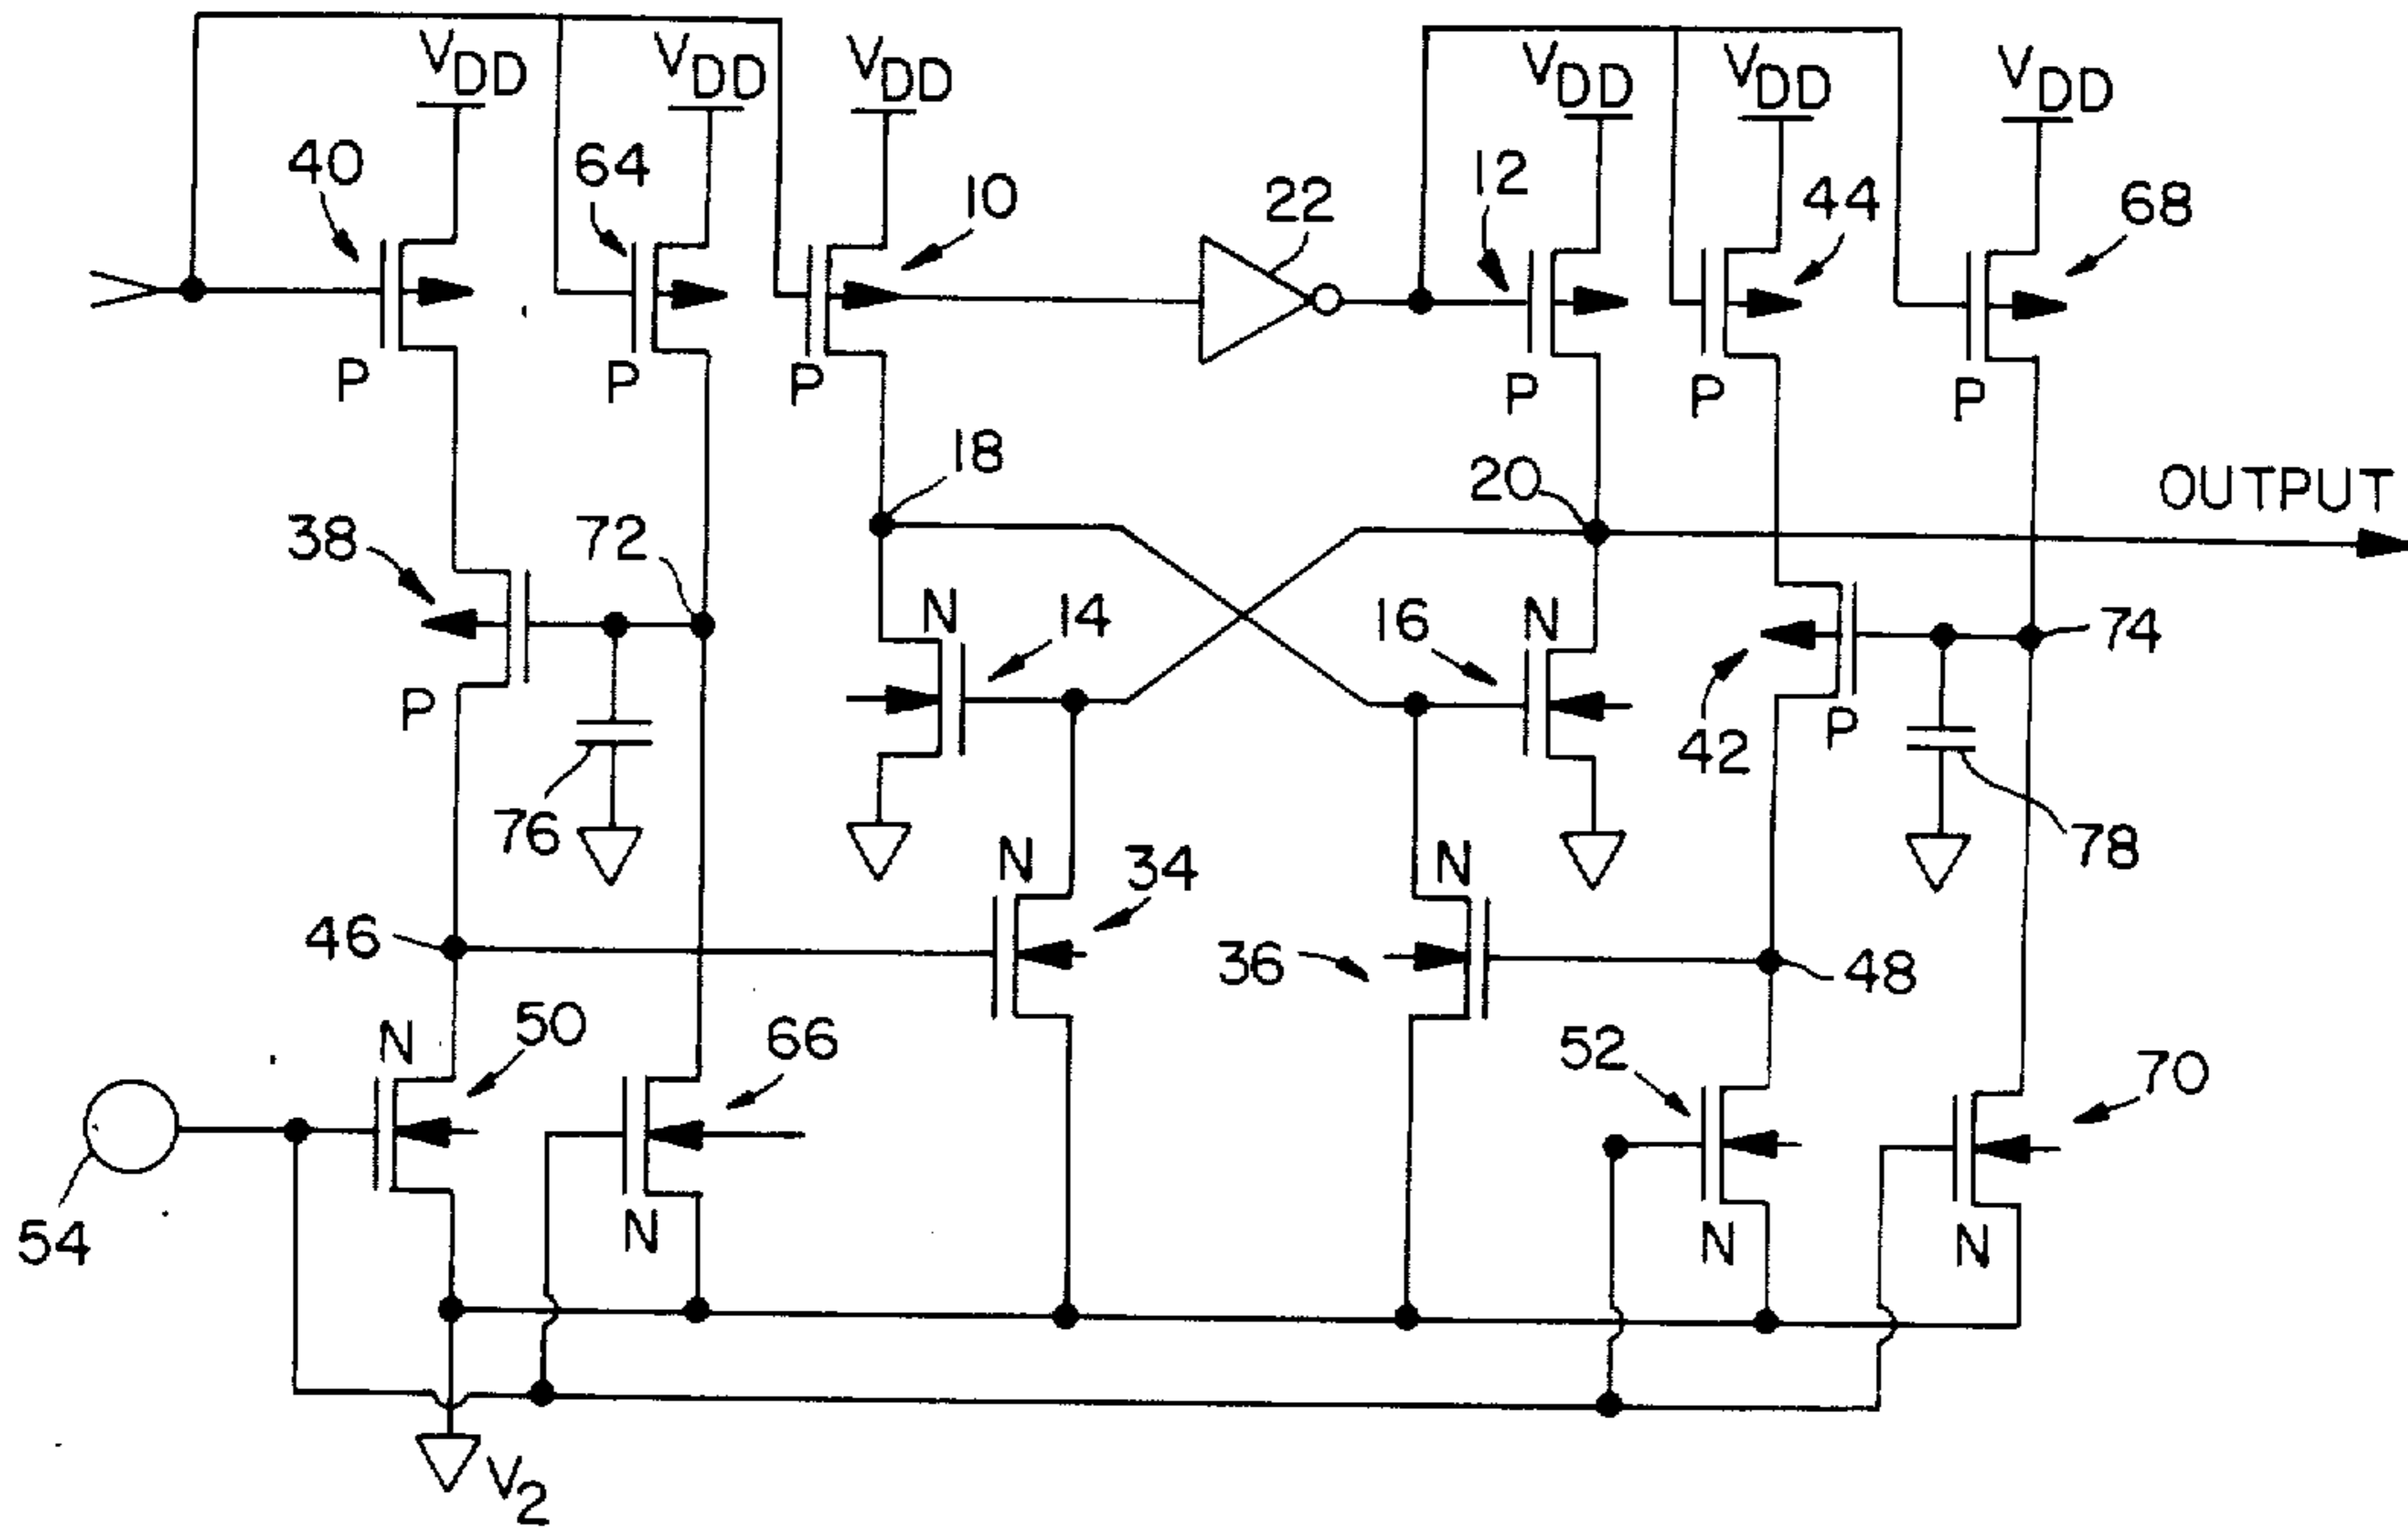 VDD VDD VDD VDD VDD VDD
40 64 10 22 12 44 68
P P P P P P
18 20 OUTPUT
38 72 N 14 16 N 74
P 76 42 P 78
N 34 N 36
46 48
N 50 66 52 70
54 N N N
V2